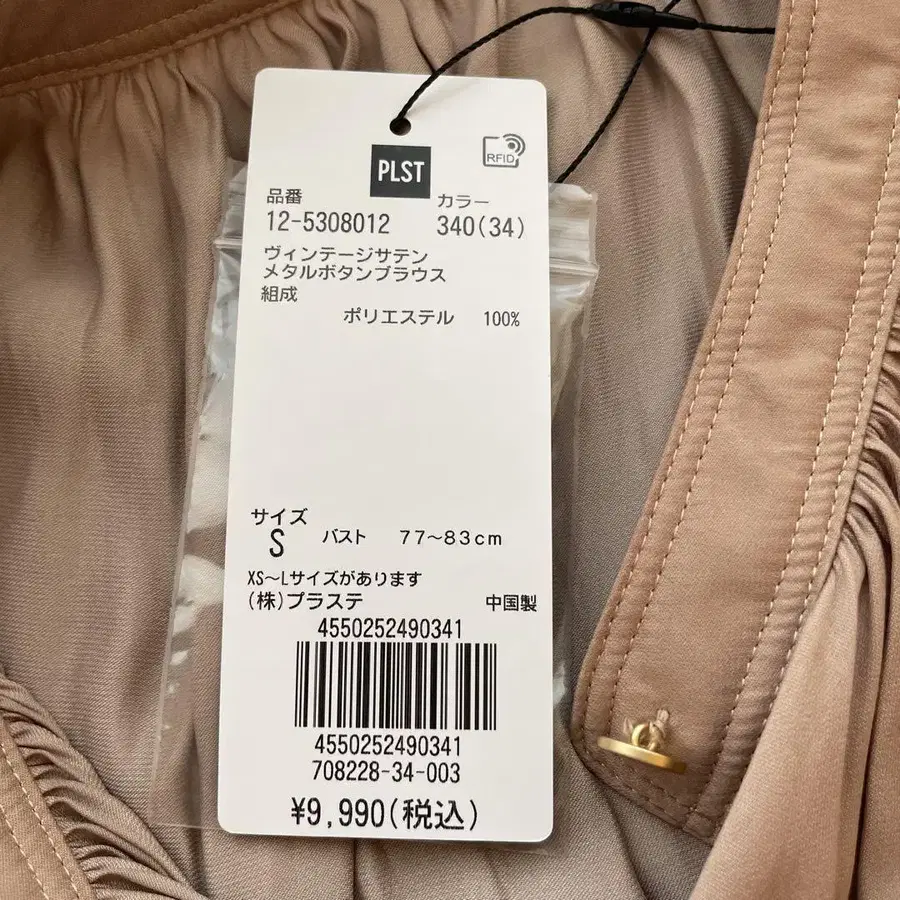 PLST
RFID
品番
カラー
12-5308012
340(34)
ヴィンテージサテン
メタルボタンブラウス
組成
ポリエステル 100%
サイズ
S バスト 77～83cm
XS～Lサイズがあります
(株)プラステ 中国製
4550252490341
4550252490341
708228-34-003
¥9,990(税込)